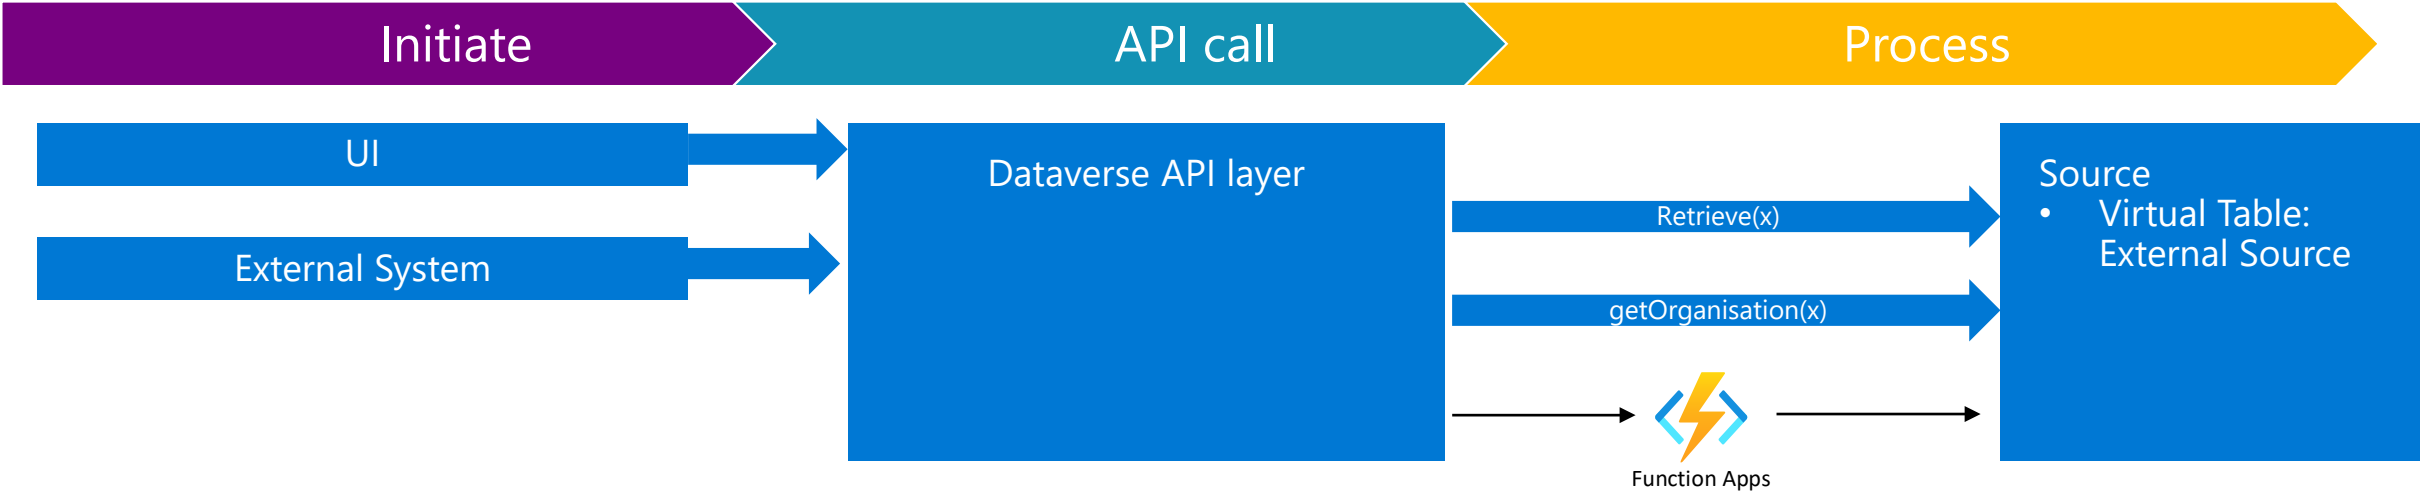 Initiate
API call
Process
UI
External System
Dataverse API layer
Retrieve(x)
getOrganisation(x)
Function Apps
Source
• Virtual Table:
External Source